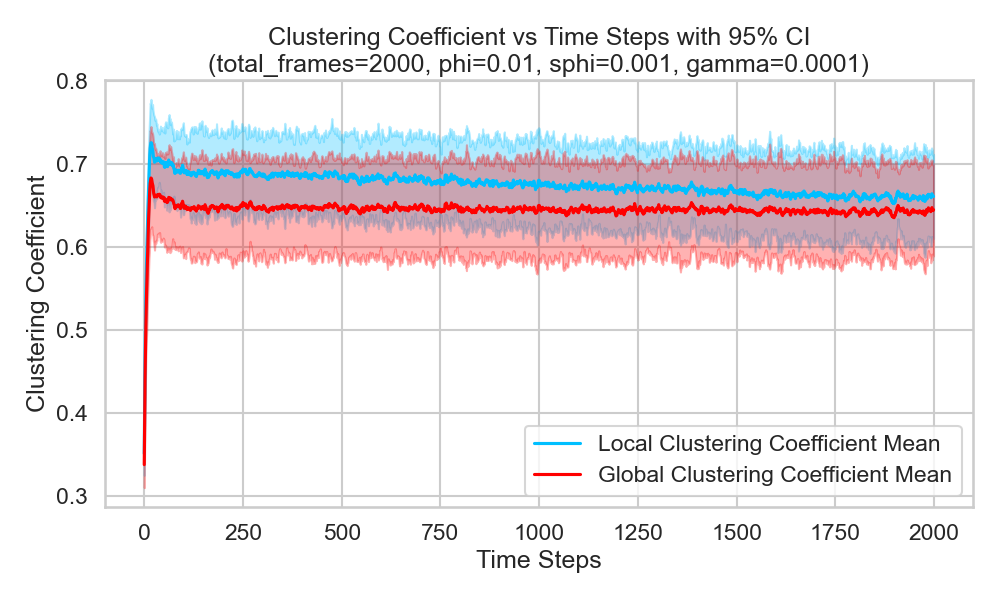 Clustering Coefficient vs Time Steps with 95% CI
(total_frames=2000, phi=0.01, sphi=0.001, gamma=0.0001)
Clustering Coefficient
0.8
0.7
0.6
0.5
0.4
0.3
Local Clustering Coefficient Mean
Global Clustering Coefficient Mean
0 250 500 750 1000 1250 1500 1750 2000
Time Steps